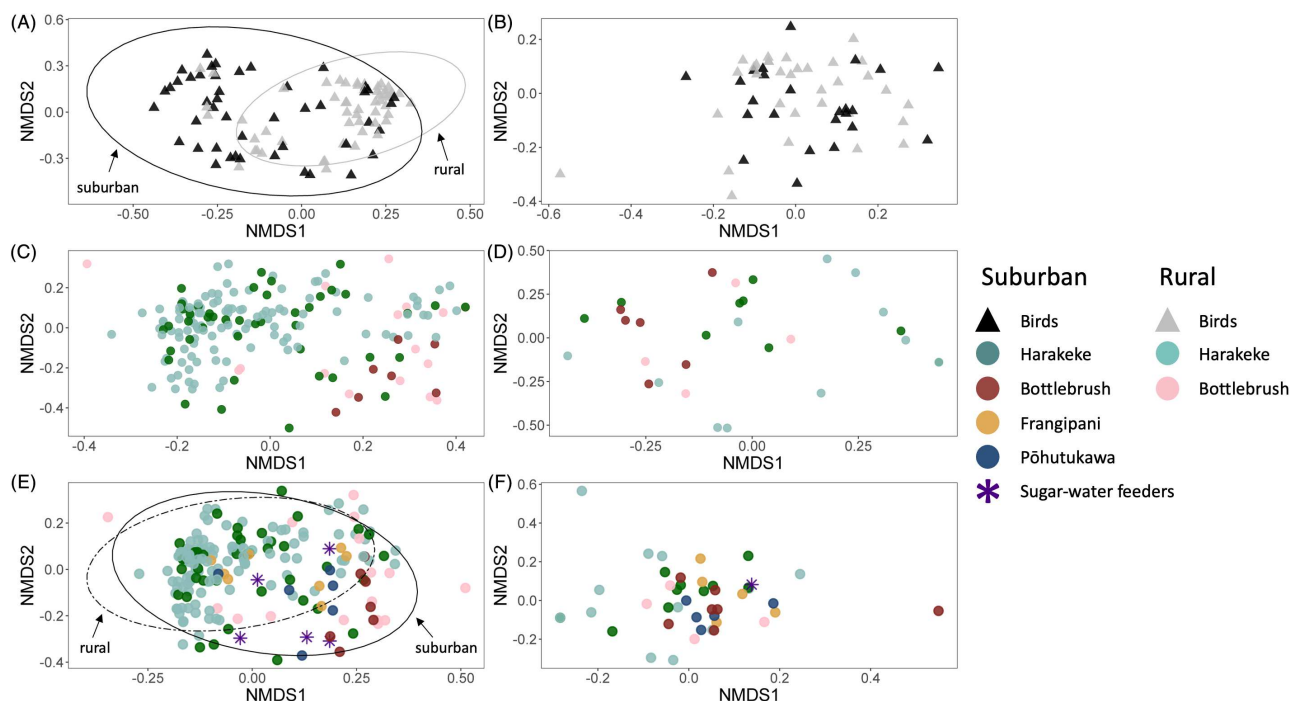 (A)
0.6
0.3
0.0
-0.3
NMDS2
suburban
rural
-0.50
-0.25
0.00
0.25
0.50
NMDS1
(B)
0.2
0.0
-0.2
-0.4
NMDS2
-0.6
-0.4
-0.2
0.0
0.2
NMDS1
(C)
0.2
0.0
-0.2
-0.4
NMDS2
-0.4
-0.2
0.0
0.2
0.4
NMDS1
(D)
0.50
0.25
0.00
-0.25
-0.50
NMDS2
-0.25
0.00
0.25
NMDS1
(E)
0.2
0.0
-0.2
-0.4
NMDS2
rural
suburban
-0.25
0.00
0.25
0.50
NMDS1
(F)
0.6
0.4
0.2
0.0
-0.2
NMDS2
-0.2
0.0
0.2
0.4
NMDS1
Suburban
Birds
Harakeke
Bottlebrush
Frangipani
Pōhutukawa
Sugar-water feeders
Rural
Birds
Harakeke
Bottlebrush